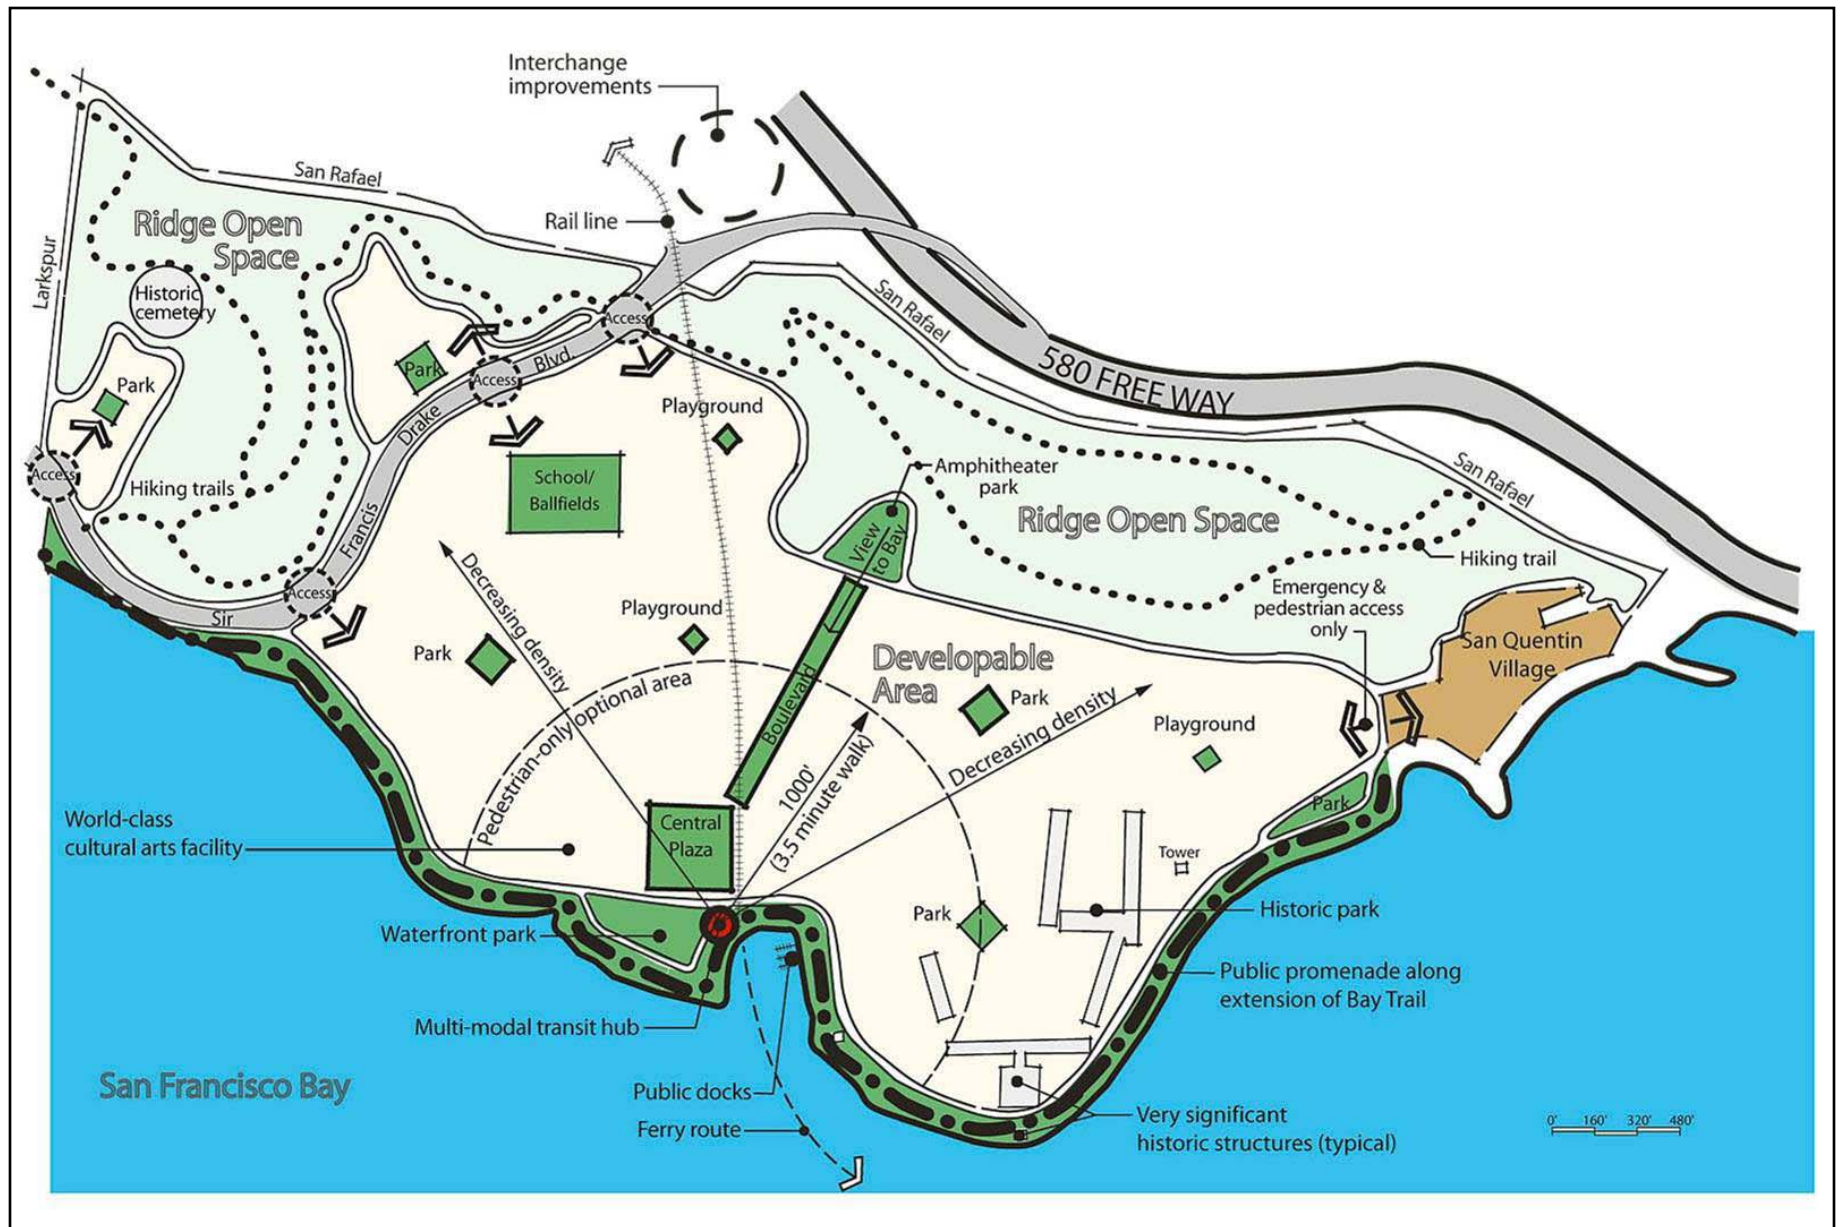 Interchange
improvements
San Rafael
Rail line
Ridge Open
Space
Larkspur
Historic
cemetery
San Rafael
Access
Park
Access
Blvd.
580 FREE WAY
Park
Drake
Playground
San Rafael
Access
Hiking trails
School/
Ballfields
Amphitheater
park
Ridge Open Space
View
to Bay
Francis
Hiking trail
Decreasing density
Access
Sir
Playground
Emergency &
pedestrian access
only
San Quentin
Village
Park
Developable
Area
Pedestrian-only optional area
Boulevard
Park
Decreasing density
Playground
1000'
(3.5 minute walk)
World-class
cultural arts facility
Central
Plaza
Park
Tower
Waterfront park
Park
Historic park
Public promenade along
extension of Bay Trail
Multi-modal transit hub
San Francisco Bay
Public docks
Ferry route
Very significant
historic structures (typical)
0' 160' 320' 480'